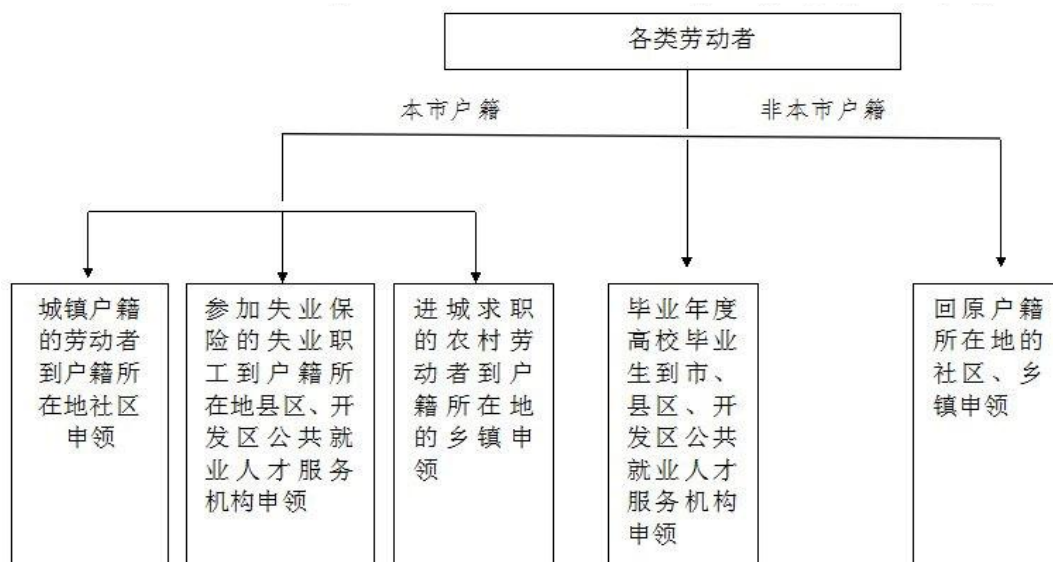 各类劳动者
本市户籍
非本市户籍
城镇户籍
的劳动者
到户籍所
在地社区
申领
参加失业保
险的失业职
工到户籍所
在地县区、开
发区公共就
业人才服务
机构申领
进城求职
的农村劳
动者到户
籍所在地
的乡镇申
领
毕业年度
高校毕业
生到市、
县区、开
发区公共
就业人才
服务机构
申领
回原户籍
所在地的
社区、乡
镇申领